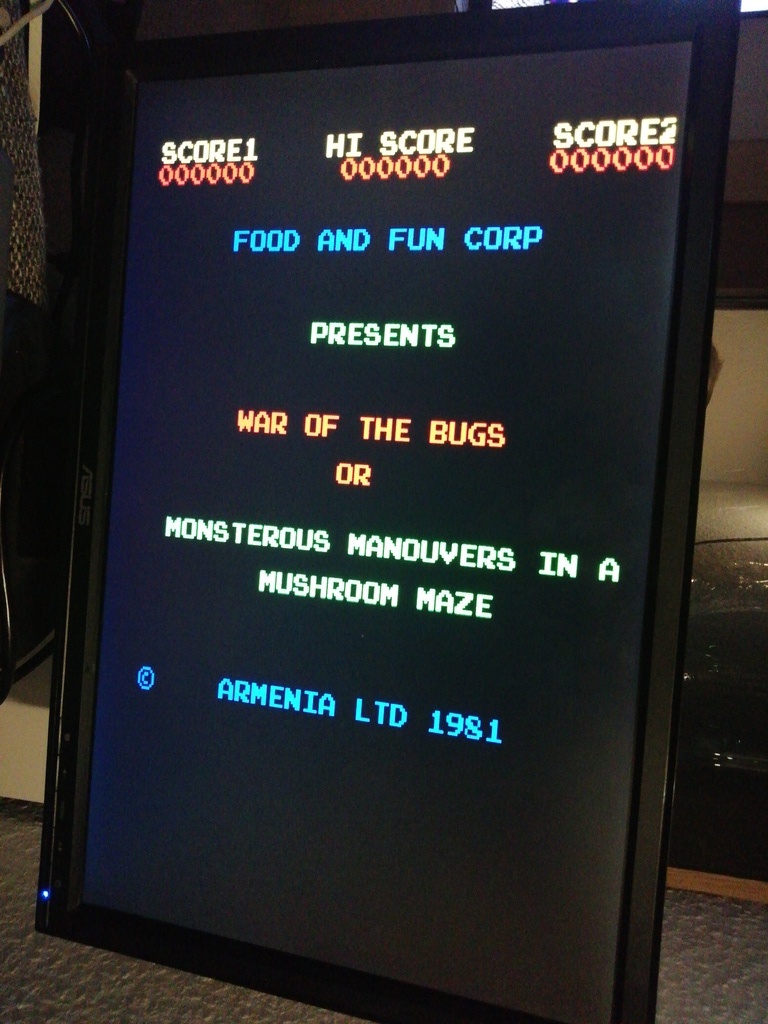 SCORE1 HI SCORE SCORE2
000000 000000 000000
FOOD AND FUN CORP
PRESENTS
WAR OF THE BUGS
OR
MONSTEROUS MANOUVERS IN A
MUSHROOM MAZE
© ARMENIA LTD 1981
ASUS